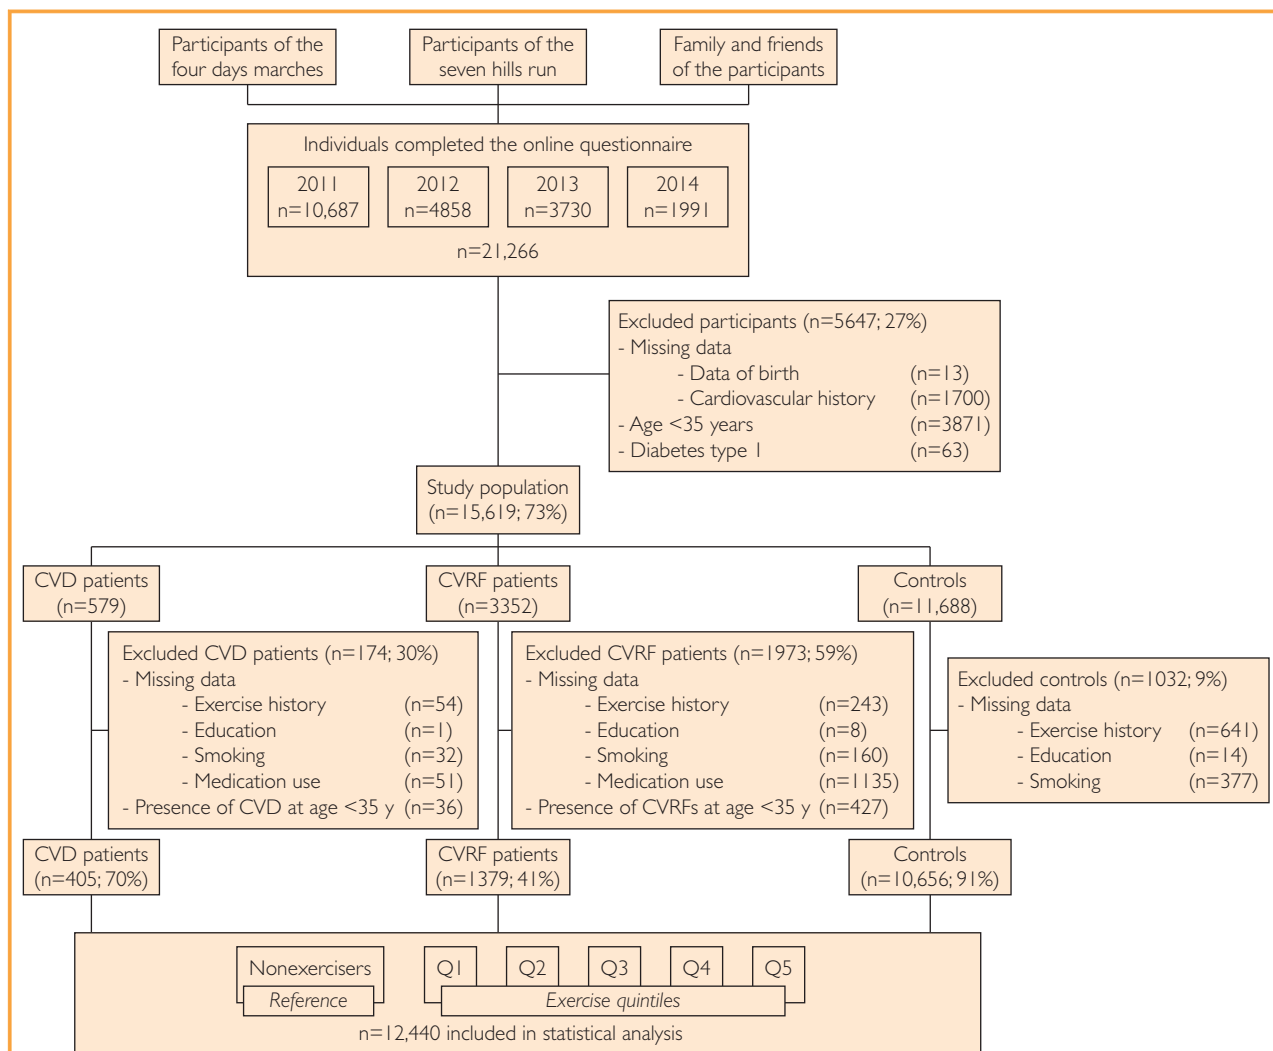 Participants of the
four days marches
Participants of the
seven hills run
Family and friends
of the participants
Individuals completed the online questionnaire
2011
n=10,687
2012
n=4858
2013
n=3730
2014
n=1991
n=21,266
Excluded participants (n=5647; 27%)
- Missing data
- Data of birth (n=13)
- Cardiovascular history (n=1700)
- Age <35 years (n=3871)
- Diabetes type 1 (n=63)
Study population
(n=15,619; 73%)
CVD patients
(n=579)
CVRF patients
(n=3352)
Controls
(n=11,688)
Excluded CVD patients (n=174; 30%)
- Missing data
- Exercise history (n=54)
- Education (n=1)
- Smoking (n=32)
- Medication use (n=51)
- Presence of CVD at age <35 y (n=36)
Excluded CVRF patients (n=1973; 59%)
- Missing data
- Exercise history (n=243)
- Education (n=8)
- Smoking (n=160)
- Medication use (n=1135)
- Presence of CVRFs at age <35 y (n=427)
Excluded controls (n=1032; 9%)
- Missing data
- Exercise history (n=641)
- Education (n=14)
- Smoking (n=377)
CVD patients
(n=405; 70%)
CVRF patients
(n=1379; 41%)
Controls
(n=10,656; 91%)
Nonexercisers
Reference
Q1 Q2 Q3 Q4 Q5
Exercise quintiles
n=12,440 included in statistical analysis